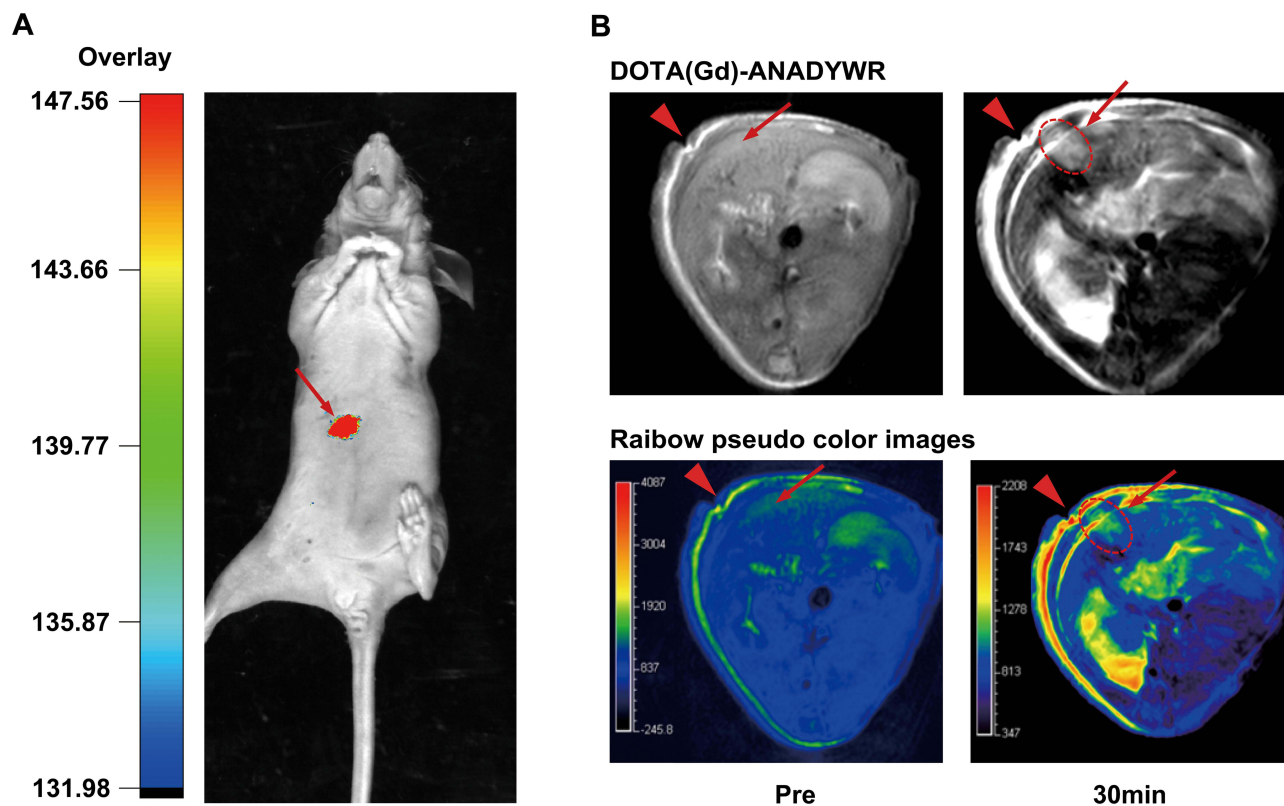 A
Overlay
147.56
143.66
139.77
135.87
131.98
B
DOTA(Gd)-ANADYWR
Raibow pseudo color images
4087
3004
1920
837
-245.8
2208
1743
1278
813
347
Pre
30min